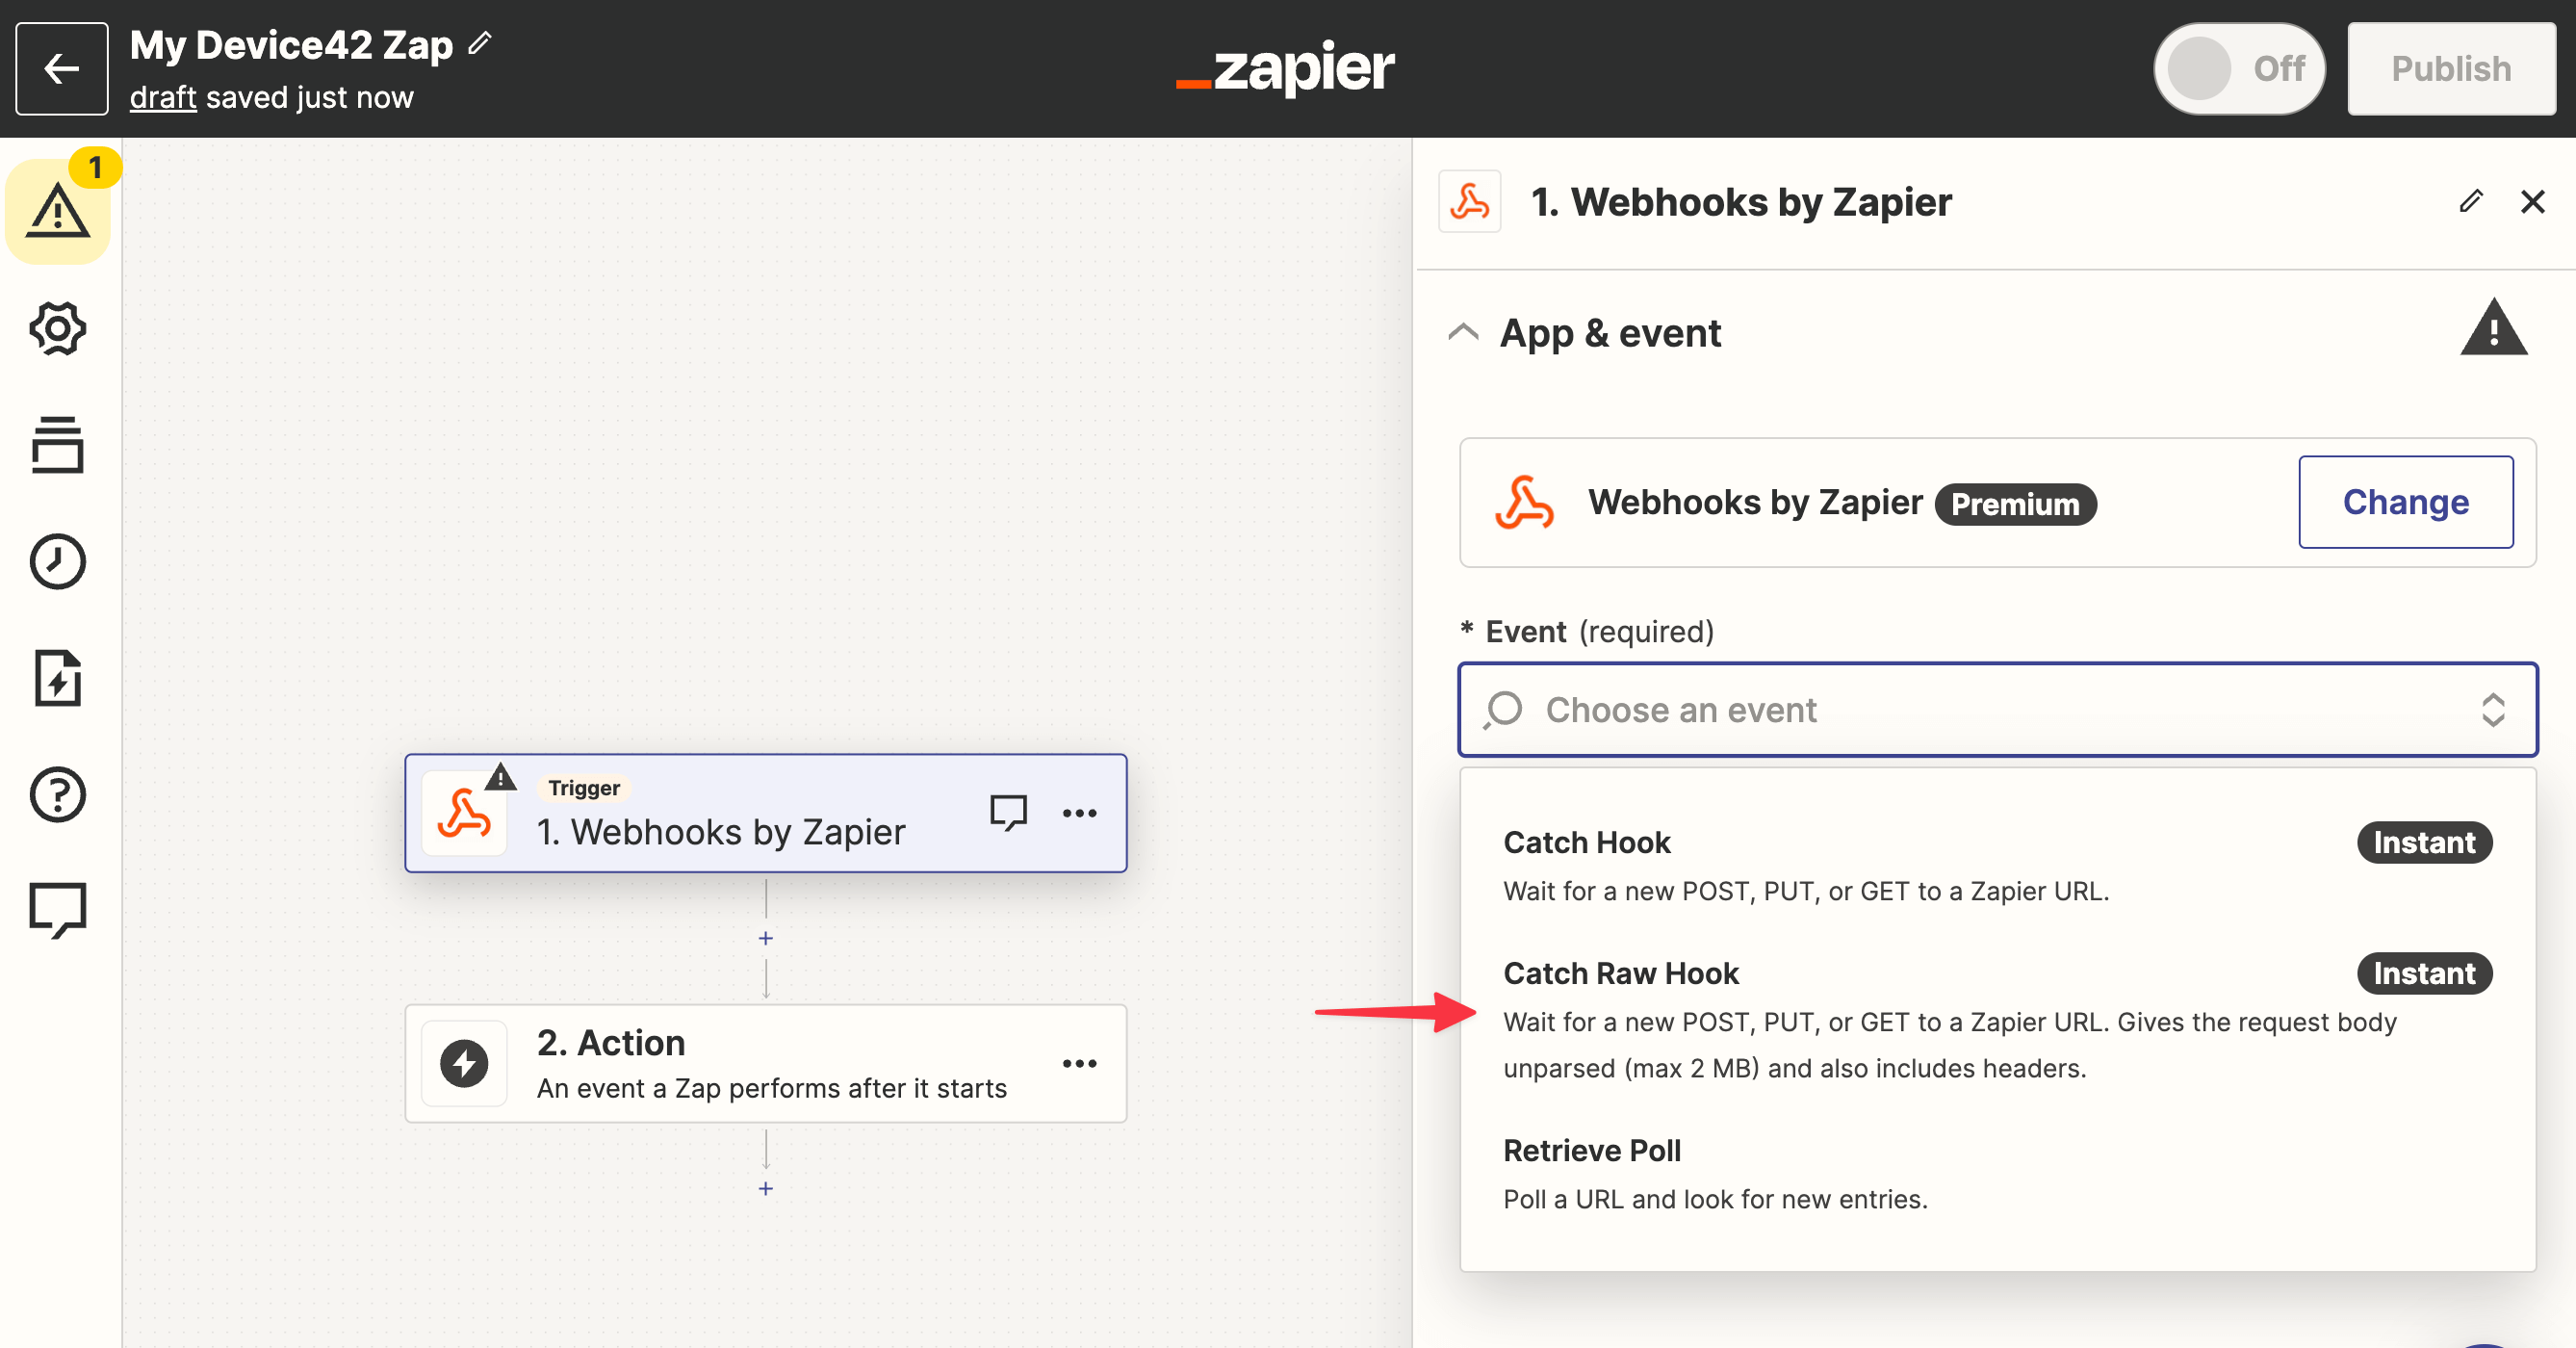 My Device42 Zap
draft saved just now
zapier
Off
Publish
1
1. Webhooks by Zapier
App & event
Webhooks by Zapier Premium
Change
* Event (required)
Choose an event
Catch Hook
Instant
Wait for a new POST, PUT, or GET to a Zapier URL.
Catch Raw Hook
Instant
Wait for a new POST, PUT, or GET to a Zapier URL. Gives the request body
unparsed (max 2 MB) and also includes headers.
Retrieve Poll
Poll a URL and look for new entries.
Trigger
1. Webhooks by Zapier
2. Action
An event a Zap performs after it starts